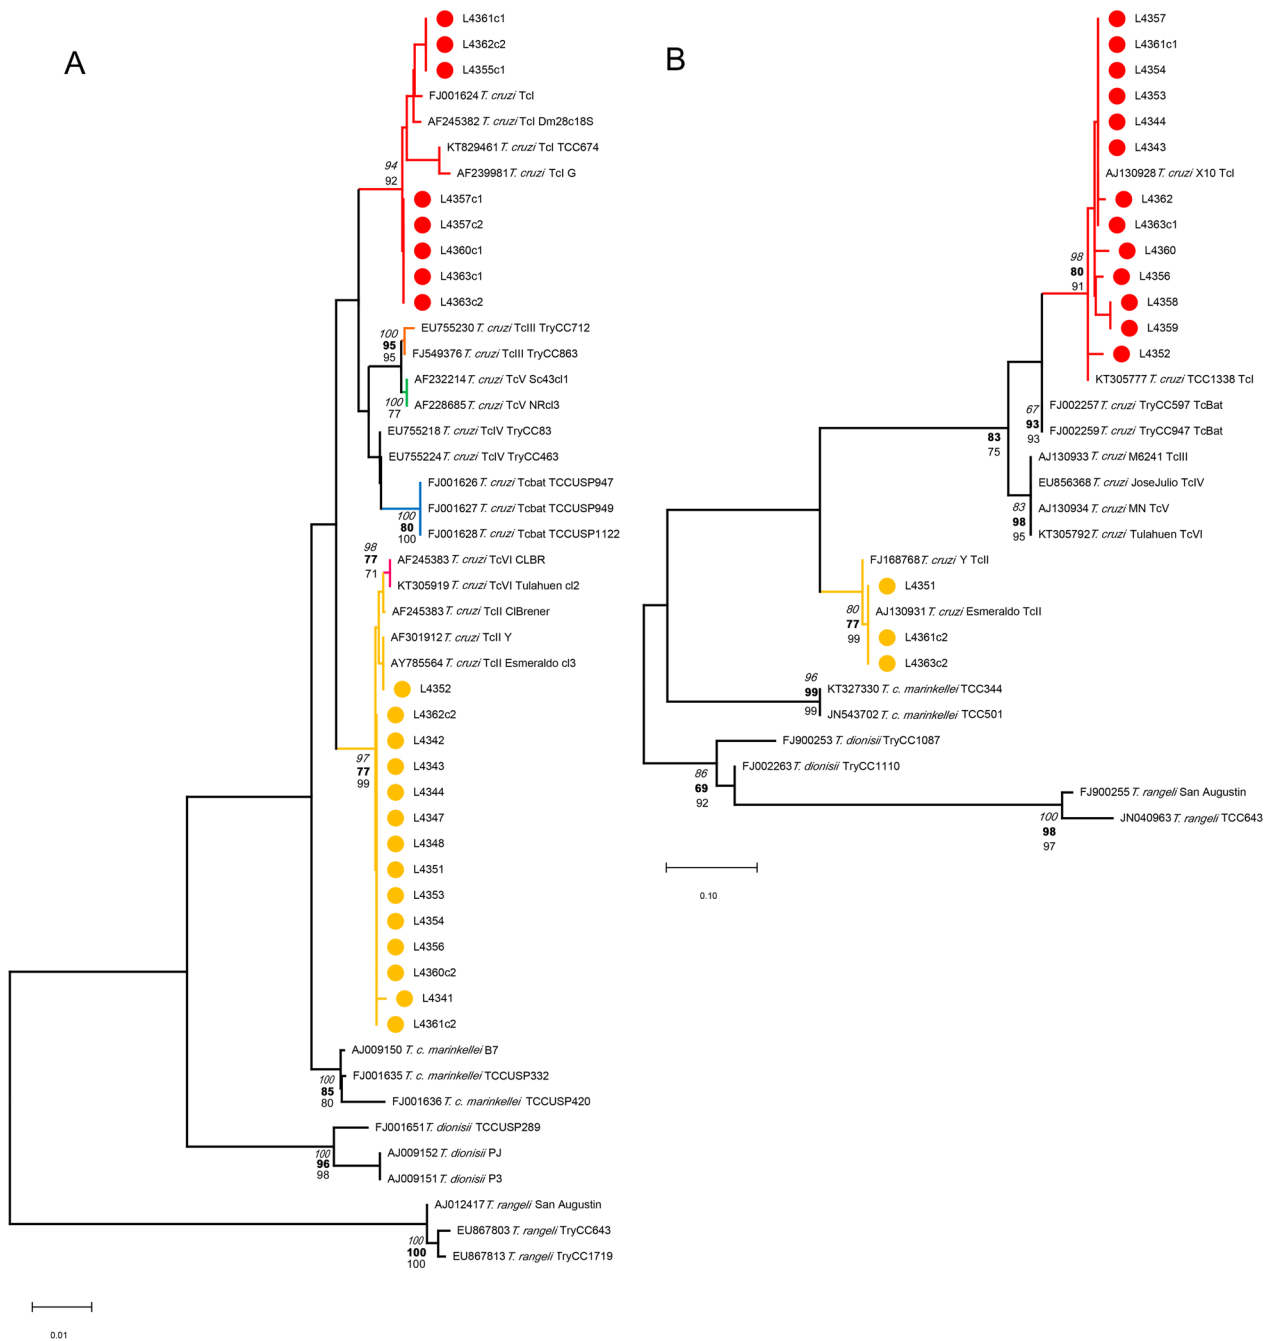 A
L4361c1
L4362c2
L4355c1
FJ001624 T. cruzi TcI
AF245382 T. cruzi TcI Dm28c18S
KT829461 T. cruzi TcI TCC674
AF239981 T. cruzi TcI G
94
92
L4357c1
L4357c2
L4360c1
L4363c1
L4363c2
EU755230 T. cruzi TcIII TryCC712
100
95
95
FJ549376 T. cruzi TcIII TryCC863
AF232214 T. cruzi TcV Sc43cl1
100
77
AF228685 T. cruzi TcV NRcl3
EU755218 T. cruzi TcIV TryCC83
EU755224 T. cruzi TcIV TryCC463
FJ001626 T. cruzi Tcbat TCCUSP947
FJ001627 T. cruzi Tcbat TCCUSP949
100
80
100
FJ001628 T. cruzi Tcbat TCCUSP1122
98
77
71
AF245383 T. cruzi TcVI CLBR
KT305919 T. cruzi TcVI Tulahuen cl2
AF245383 T. cruzi TcII ClBrener
AF301912 T. cruzi TcII Y
AY785564 T. cruzi TcII Esmeraldo cl3
L4352
L4362c2
L4342
97
77
99
L4343
L4344
L4347
L4348
L4351
L4353
L4354
L4356
L4360c2
L4341
L4361c2
AJ009150 T. c. marinkellei B7
FJ001635 T. c. marinkellei TCCUSP332
100
85
80
FJ001636 T. c. marinkellei TCCUSP420
FJ001651 T. dionisii TCCUSP289
100
96
98
AJ009152 T. dionisii PJ
AJ009151 T. dionisii P3
AJ012417 T. rangeli San Augustin
EU867803 T. rangeli TryCC643
100
100
100
EU867813 T. rangeli TryCC1719
0.01
B
L4357
L4361c1
L4354
L4353
L4344
L4343
AJ130928 T. cruzi X10 TcI
L4362
L4363c1
L4360
98
80
91
L4356
L4358
L4359
L4352
KT305777 T. cruzi TCC1338 TcI
FJ002257 T. cruzi TryCC597 TcBat
67
93
93
FJ002259 T. cruzi TryCC947 TcBat
83
75
AJ130933 T. cruzi M6241 TcIII
EU856368 T. cruzi JoseJulio TcIV
AJ130934 T. cruzi MN TcV
83
98
95
KT305792 T. cruzi Tulahuen TcVI
FJ168768 T. cruzi Y TcII
L4351
AJ130931 T. cruzi Esmeraldo TcII
80
77
99
L4361c2
L4363c2
96
99
99
KT327330 T. c. marinkellei TCC344
JN543702 T. c. marinkellei TCC501
FJ900253 T. dionisii TryCC1087
FJ002263 T. dionisii TryCC1110
86
69
92
FJ900255 T. rangeli San Augustin
JN040963 T. rangeli TCC643
100
98
97
0.10